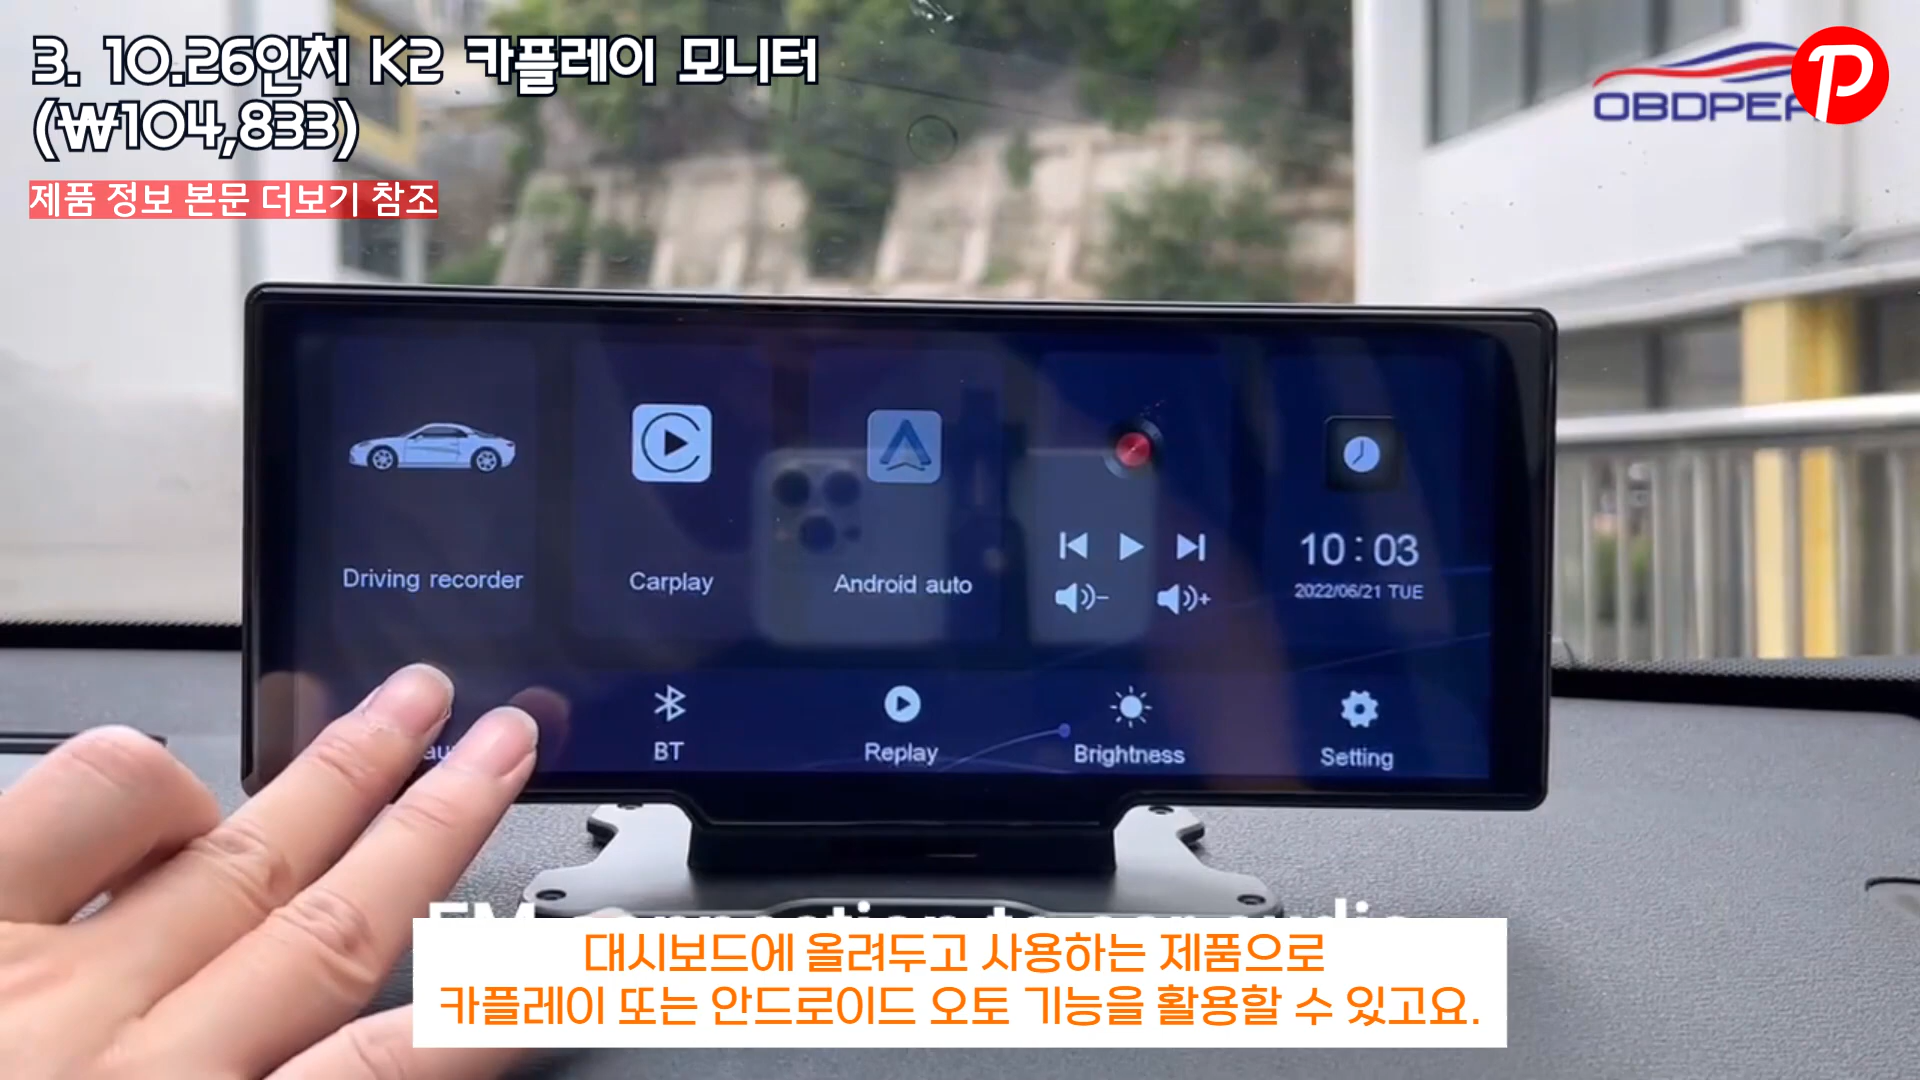 3. 10.26인치 K2 카플레이 모니터
(₩104,833)
제품 정보 본문 더보기 참조
P
Driving recorder
Carplay
Android auto
10:03
2022/06/21 TUE
BT
Replay
Brightness
Setting
대시보드에 올려두고 사용하는 제품으로
카플레이 또는 안드로이드 오토 기능을 활용할 수 있고요.